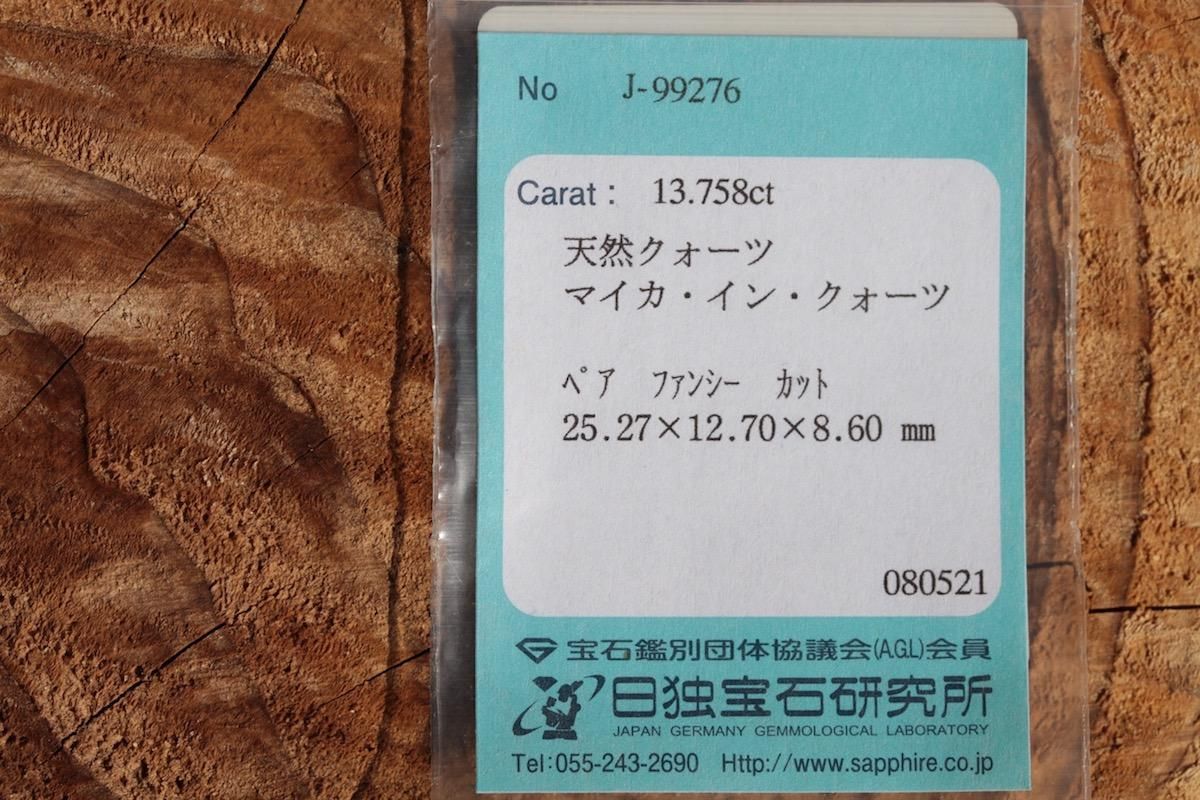 No J-99276
Carat: 13.758ct
天然クォーツ
マイカ・イン・クォーツ
ﾍﾟｱ ﾌｧﾝｼｰ ｶｯﾄ
25.27×12.70×8.60 mm
080521
宝石鑑別団体協議会(A.G.L)会員
日独宝石研究所
JAPAN GERMANY GEMMOLOGICAL LABORATORY
Tel:055-243-2690 Http://www.sapphire.co.jp